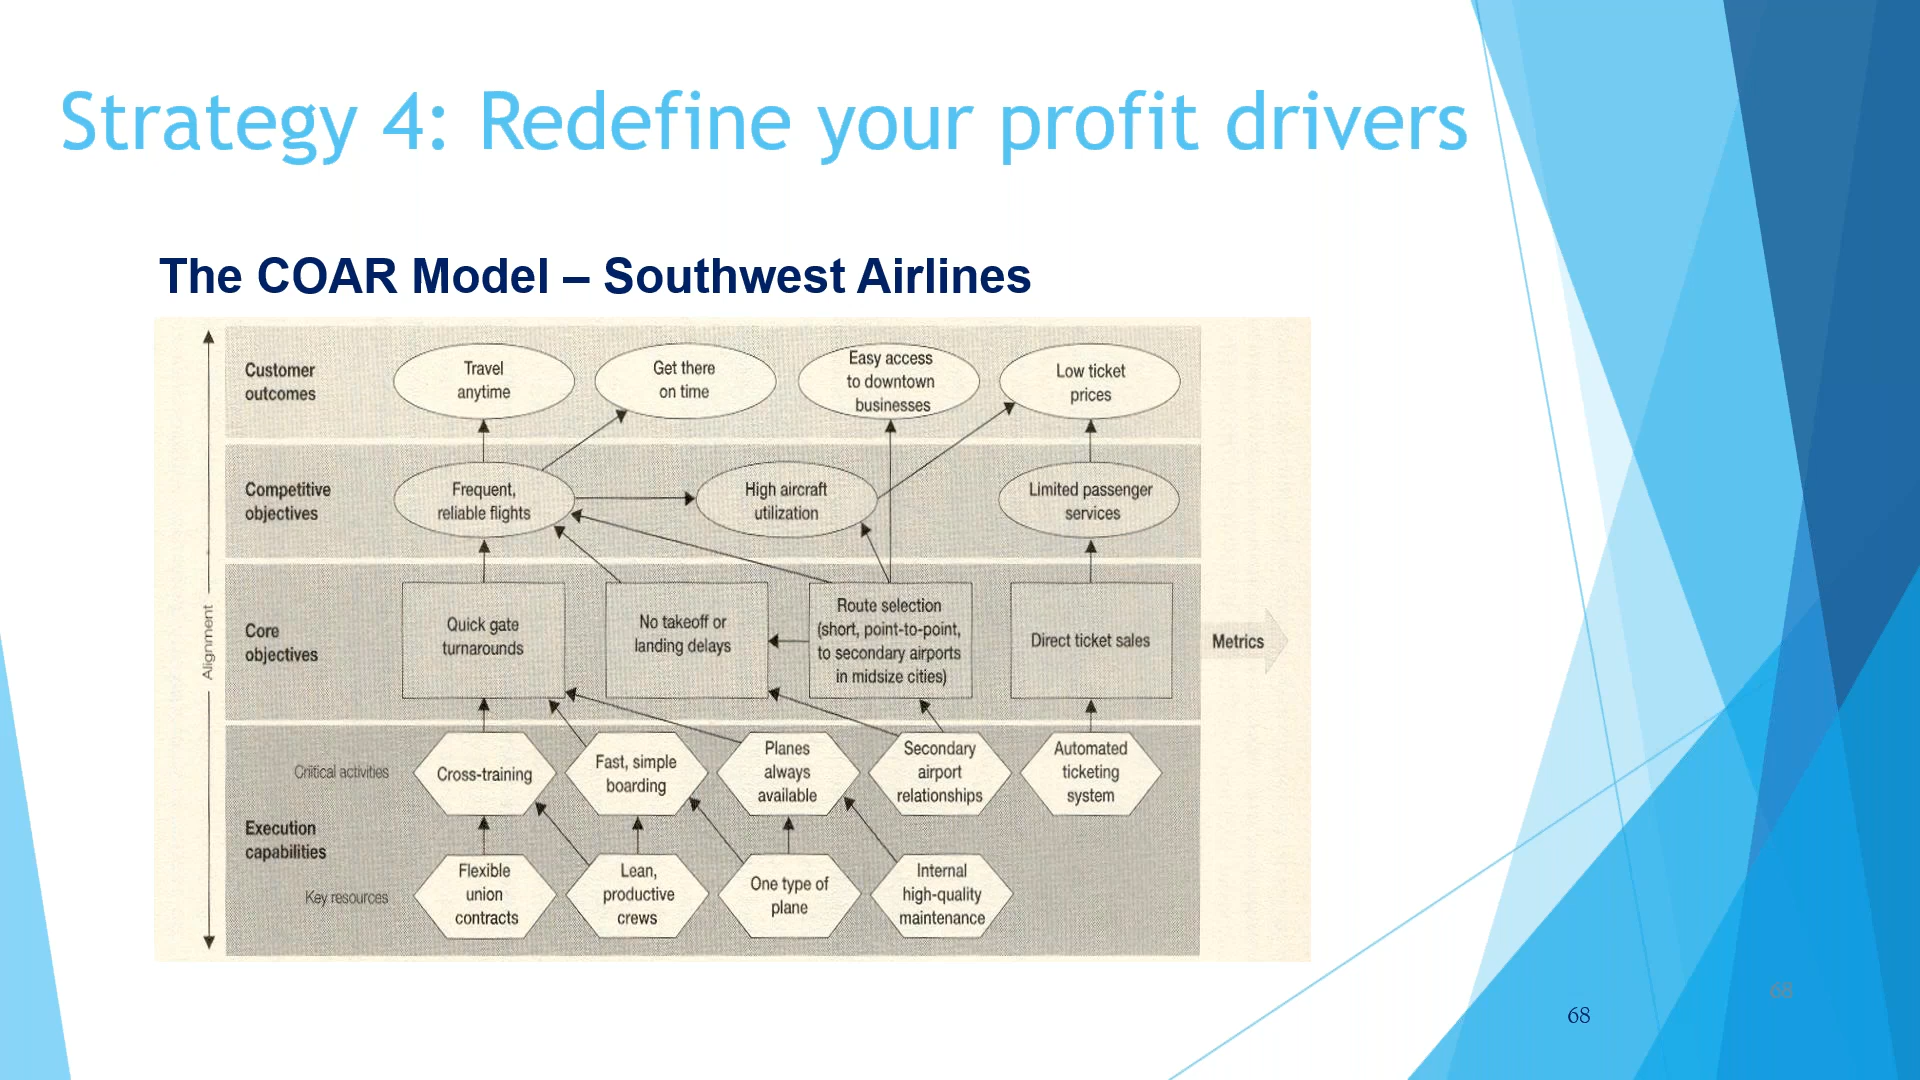 Strategy 4: Redefine your profit drivers
The COAR Model – Southwest Airlines
Alignment
Customer
outcomes
Travel
anytime
Get there
on time
Easy access
to downtown
businesses
Low ticket
prices
Competitive
objectives
Frequent,
reliable flights
High aircraft
utilization
Limited passenger
services
Core
objectives
Quick gate
turnarounds
No takeoff or
landing delays
Route selection
(short, point-to-point,
to secondary airports
in midsize cities)
Direct ticket sales
Metrics
Critical activities
Cross-training
Fast, simple
boarding
Planes
always
available
Secondary
airport
relationships
Automated
ticketing
system
Execution
capabilities
Key resources
Flexible
union
contracts
Lean,
productive
crews
One type of
plane
Internal
high-quality
maintenance
68
68